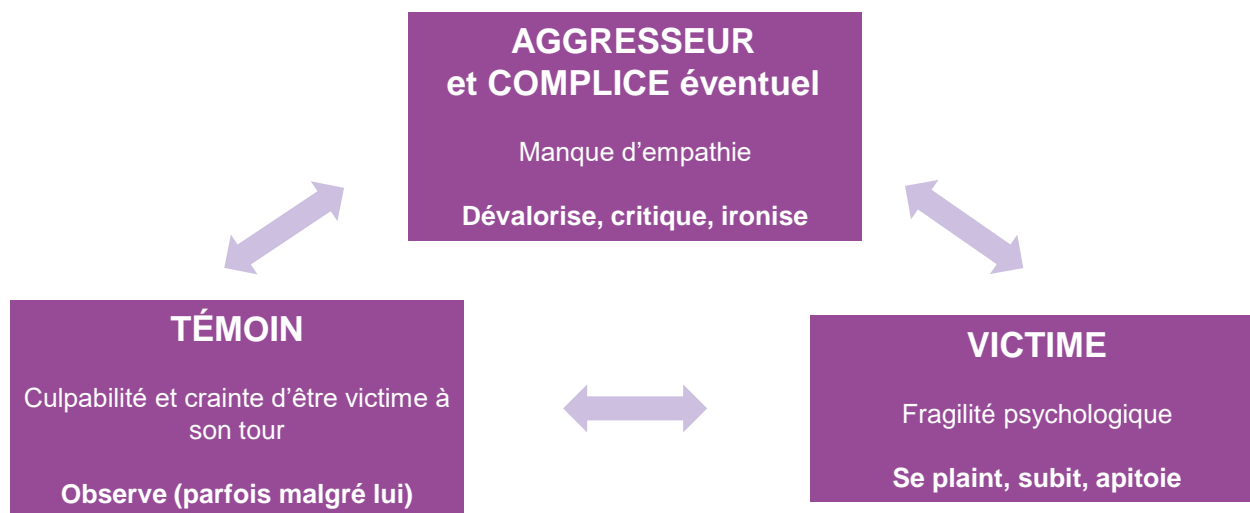 AGGRESSEUR
et COMPLICE éventuel
Manque d’empathie
Dévalorise, critique, ironise
TÉMOIN
Culpabilité et crainte d’être victime à
son tour
Observe (parfois malgré lui)
VICTIME
Fragilité psychologique
Se plaint, subit, apitoie